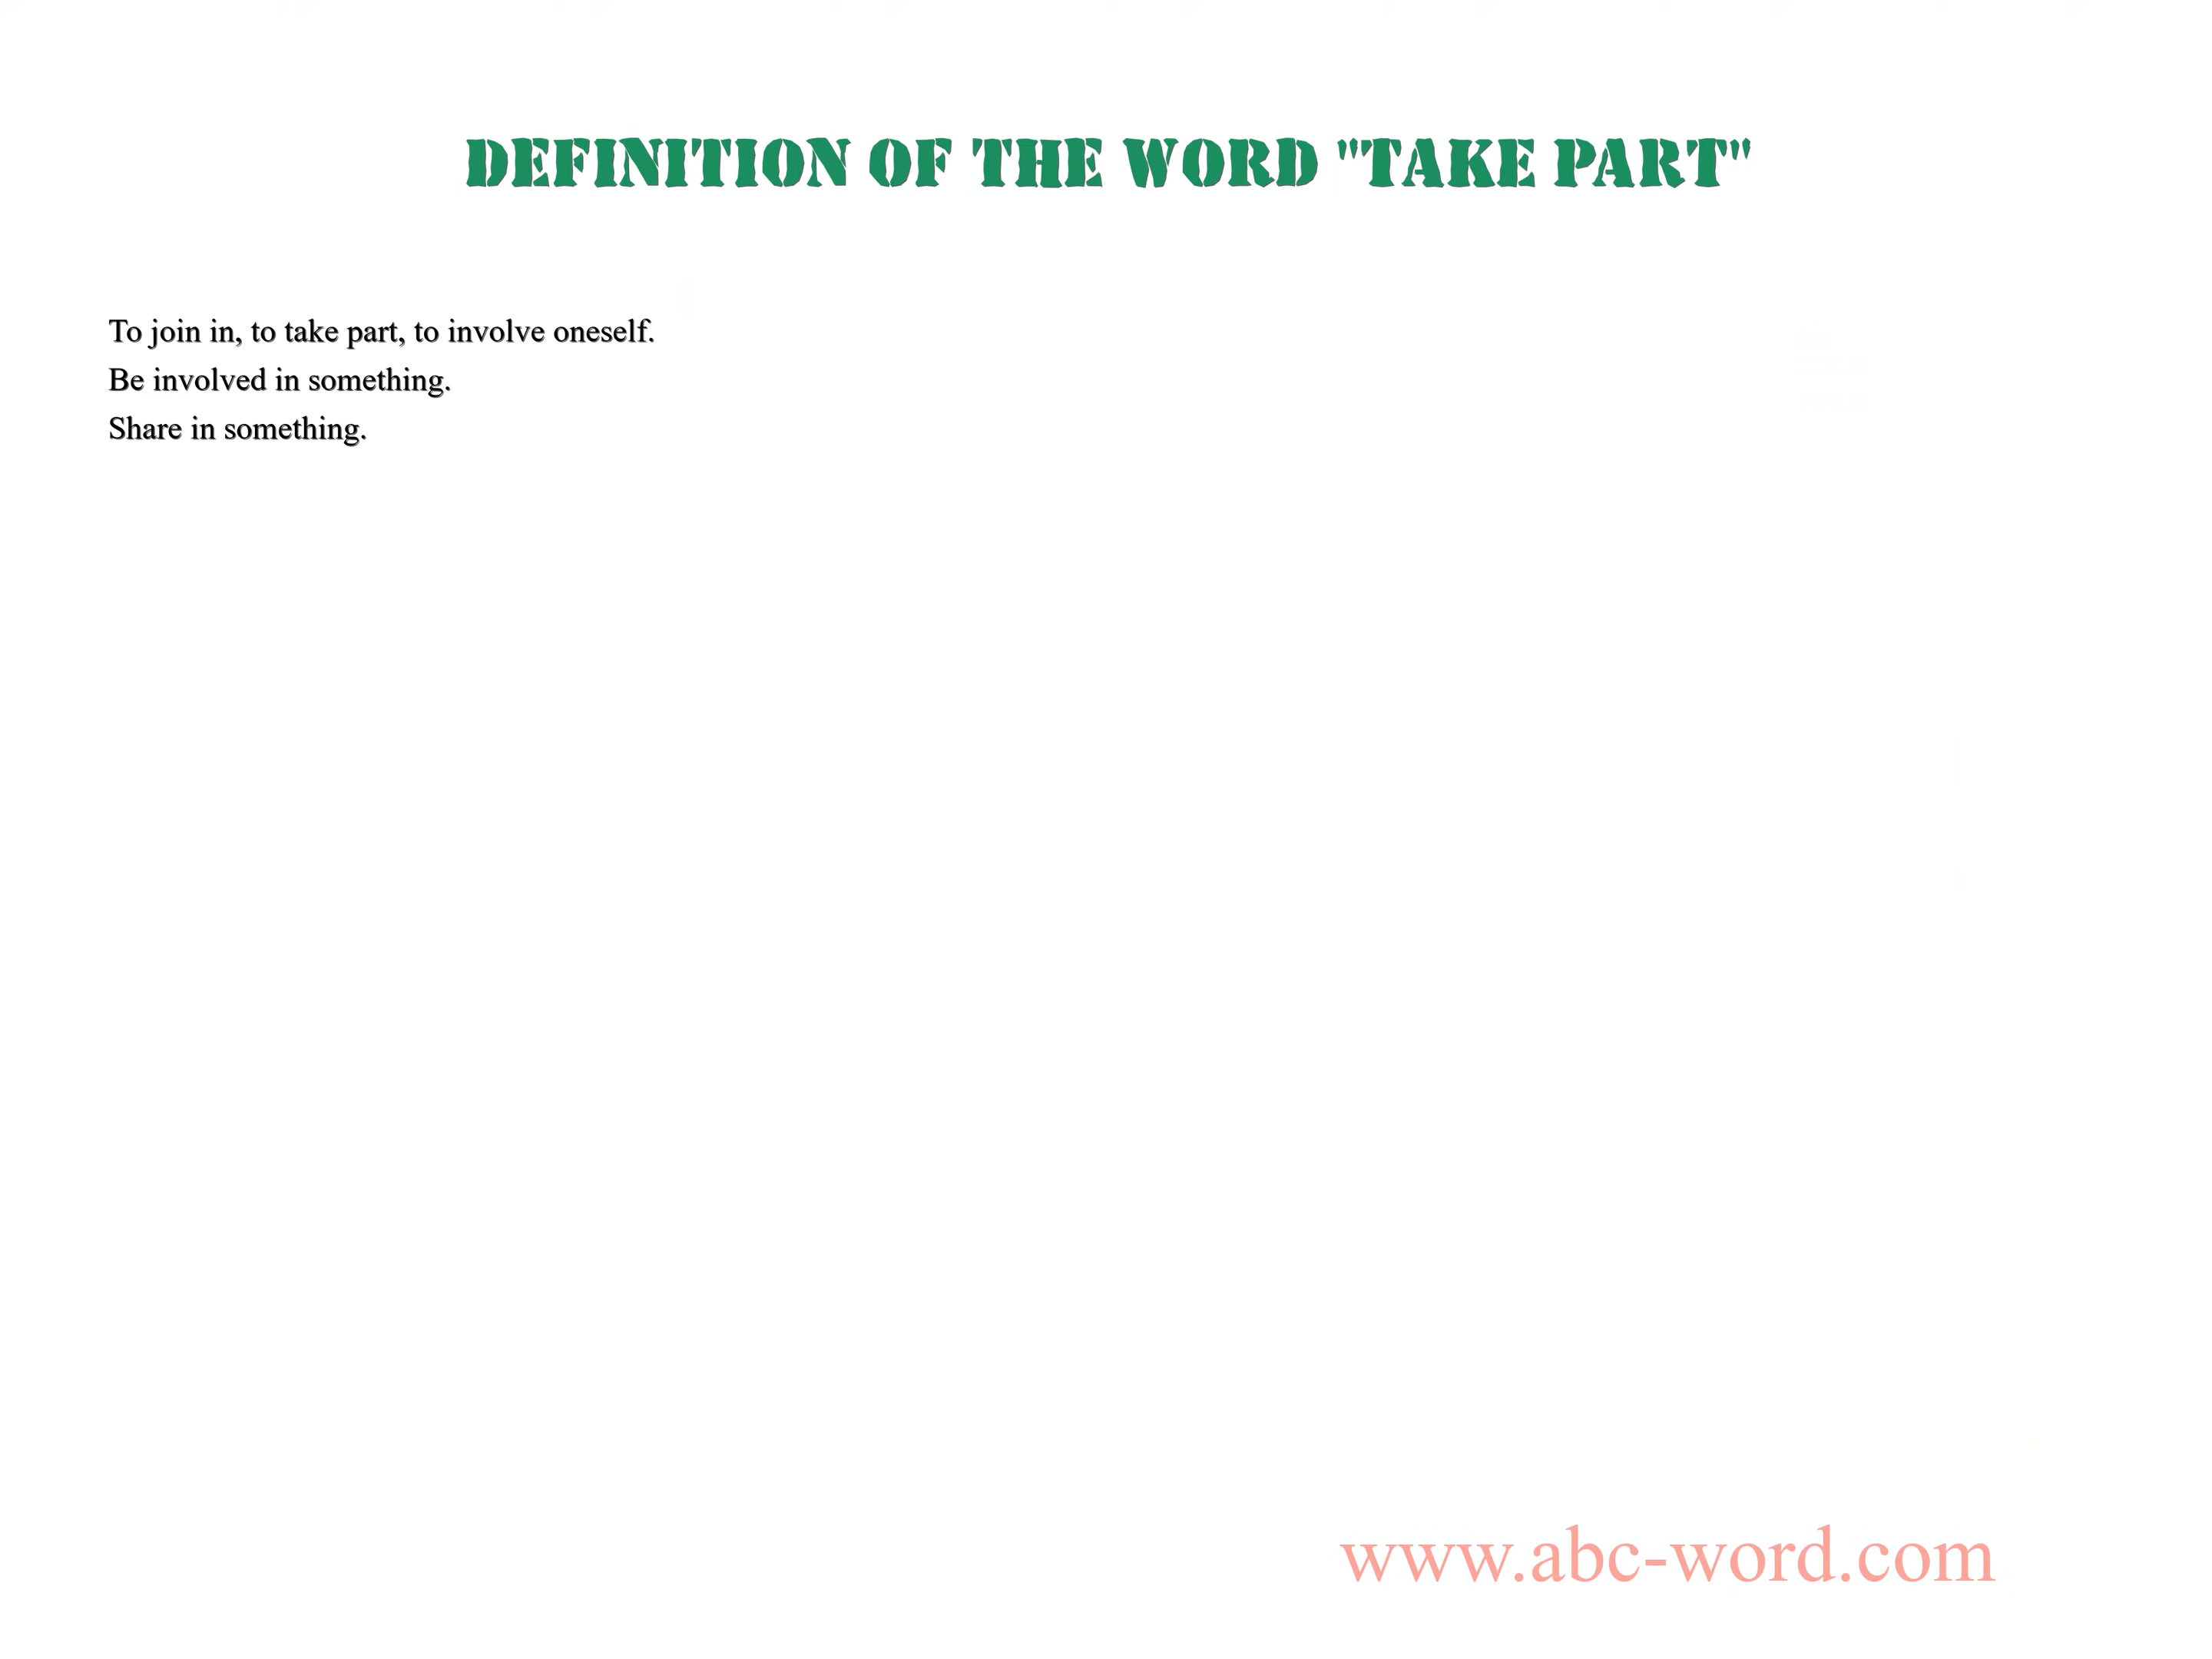 DEFINITION OF THE WORD "TAKE PART"
To join in, to take part, to involve oneself.
Be involved in something.
Share in something.
www.abc-word.com